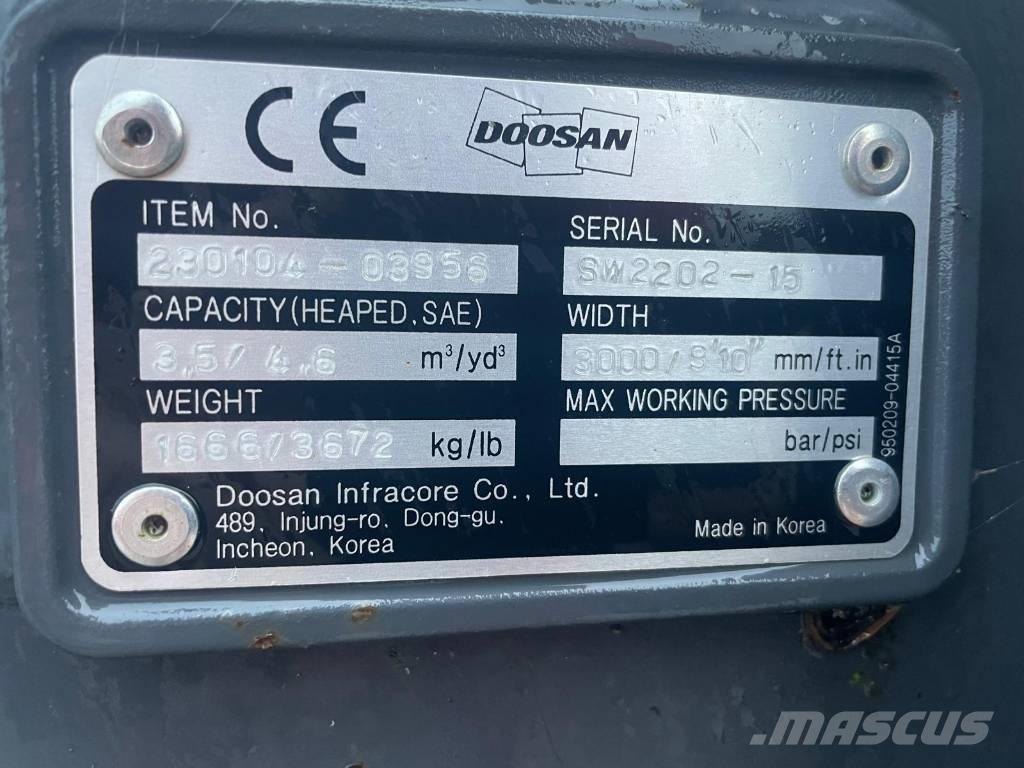 CE
DOOSAN
ITEM No.
230104-03956
SERIAL No.
SW2202-15
CAPACITY(HEAPED.SAE)
3,5/4,6 m³/yd³
WIDTH
3000/9'10" mm/ft.in
WEIGHT
1666/3672 kg/lb
MAX WORKING PRESSURE
bar/psi
950209-04415A
Doosan Infracore Co., Ltd.
489, Injung-ro, Dong-gu,
Incheon, Korea
Made in Korea
MASCUS